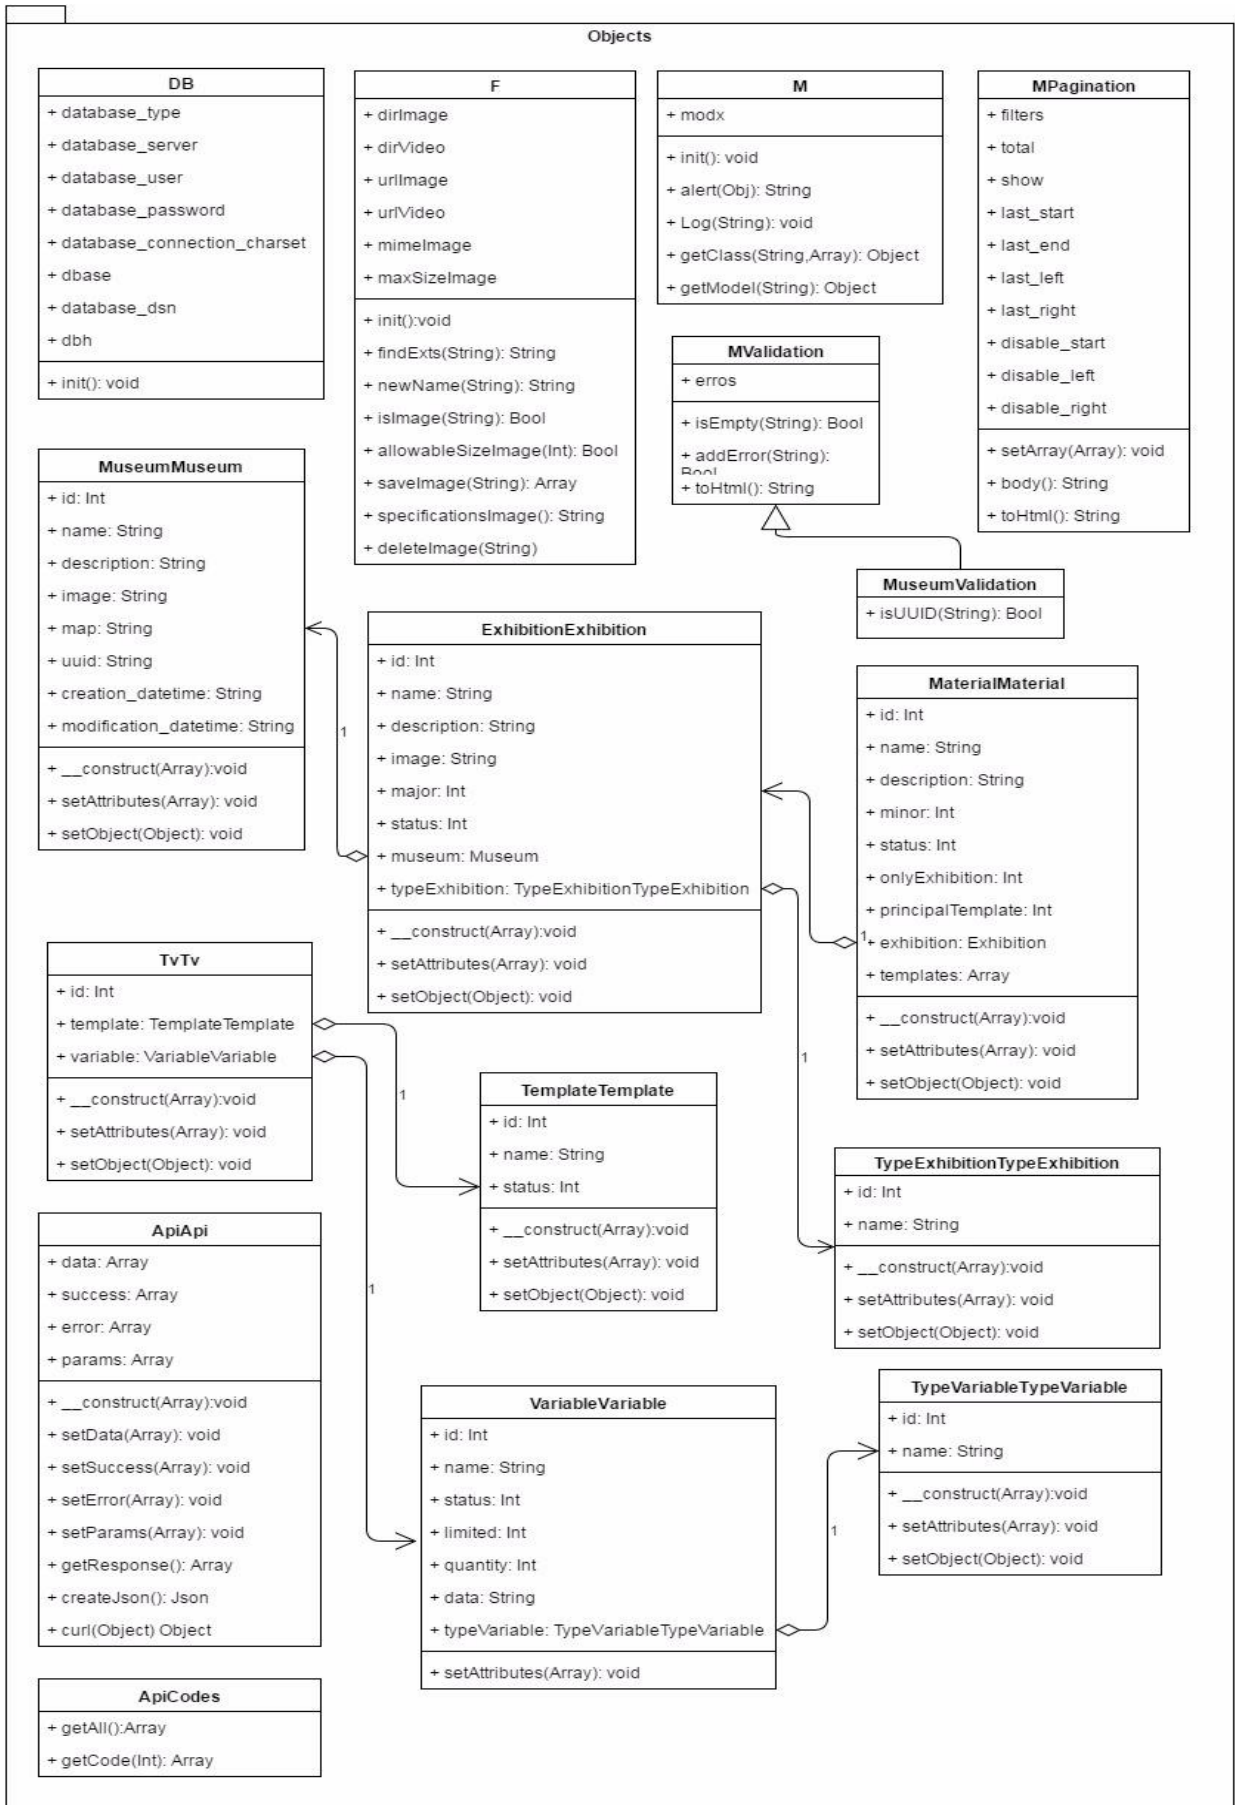 Objects
DB
+ database_type
+ database_server
+ database_user
+ database_password
+ database_connection_charset
+ dbase
+ database_dsn
+ dbh
+ init(): void
F
+ dirImage
+ dirVideo
+ urlImage
+ urlVideo
+ mimeImage
+ maxSizeImage
+ init():void
+ findExts(String): String
+ newName(String): String
+ isImage(String): Bool
+ allowableSizeImage(Int): Bool
+ saveImage(String): Array
+ specificationsImage(): String
+ deleteImage(String)
M
+ modx
+ init(): void
+ alert(Obj): String
+ Log(String): void
+ getClass(String,Array): Object
+ getModel(String): Object
MPagination
+ filters
+ total
+ show
+ last_start
+ last_end
+ last_left
+ last_right
+ disable_start
+ disable_left
+ disable_right
+ setArray(Array): void
+ body(): String
+ toHtml(): String
MValidation
+ erros
+ isEmpty(String): Bool
+ addError(String):
Bool
+ toHtml(): String
MuseumValidation
+ isUUID(String): Bool
MuseumMuseum
+ id: Int
+ name: String
+ description: String
+ image: String
+ map: String
+ uuid: String
+ creation_datetime: String
+ modification_datetime: String
+ __construct(Array):void
+ setAttributes(Array): void
+ setObject(Object): void
1
ExhibitionExhibition
+ id: Int
+ name: String
+ description: String
+ image: String
+ major: Int
+ status: Int
+ museum: Museum
+ typeExhibition: TypeExhibitionTypeExhibition
+ __construct(Array):void
+ setAttributes(Array): void
+ setObject(Object): void
MaterialMaterial
+ id: Int
+ name: String
+ description: String
+ minor: Int
+ status: Int
+ onlyExhibition: Int
+ principalTemplate: Int
1
+ exhibition: Exhibition
+ templates: Array
+ __construct(Array):void
+ setAttributes(Array): void
+ setObject(Object): void
1
TvTv
+ id: Int
+ template: TemplateTemplate
+ variable: VariableVariable
+ __construct(Array):void
+ setAttributes(Array): void
+ setObject(Object): void
1
TemplateTemplate
+ id: Int
+ name: String
+ status: Int
+ __construct(Array):void
+ setAttributes(Array): void
+ setObject(Object): void
TypeExhibitionTypeExhibition
+ id: Int
+ name: String
+ __construct(Array):void
+ setAttributes(Array): void
+ setObject(Object): void
ApiApi
+ data: Array
+ success: Array
+ error: Array
+ params: Array
+ __construct(Array):void
+ setData(Array): void
+ setSuccess(Array): void
+ setError(Array): void
+ setParams(Array): void
+ getResponse(): Array
+ createJson(): Json
+ curl(Object) Object
1
VariableVariable
+ id: Int
+ name: String
+ status: Int
+ limited: Int
+ quantity: Int
+ data: String
+ typeVariable: TypeVariableTypeVariable
+ setAttributes(Array): void
1
TypeVariableTypeVariable
+ id: Int
+ name: String
+ __construct(Array):void
+ setAttributes(Array): void
+ setObject(Object): void
ApiCodes
+ getAll():Array
+ getCode(Int): Array